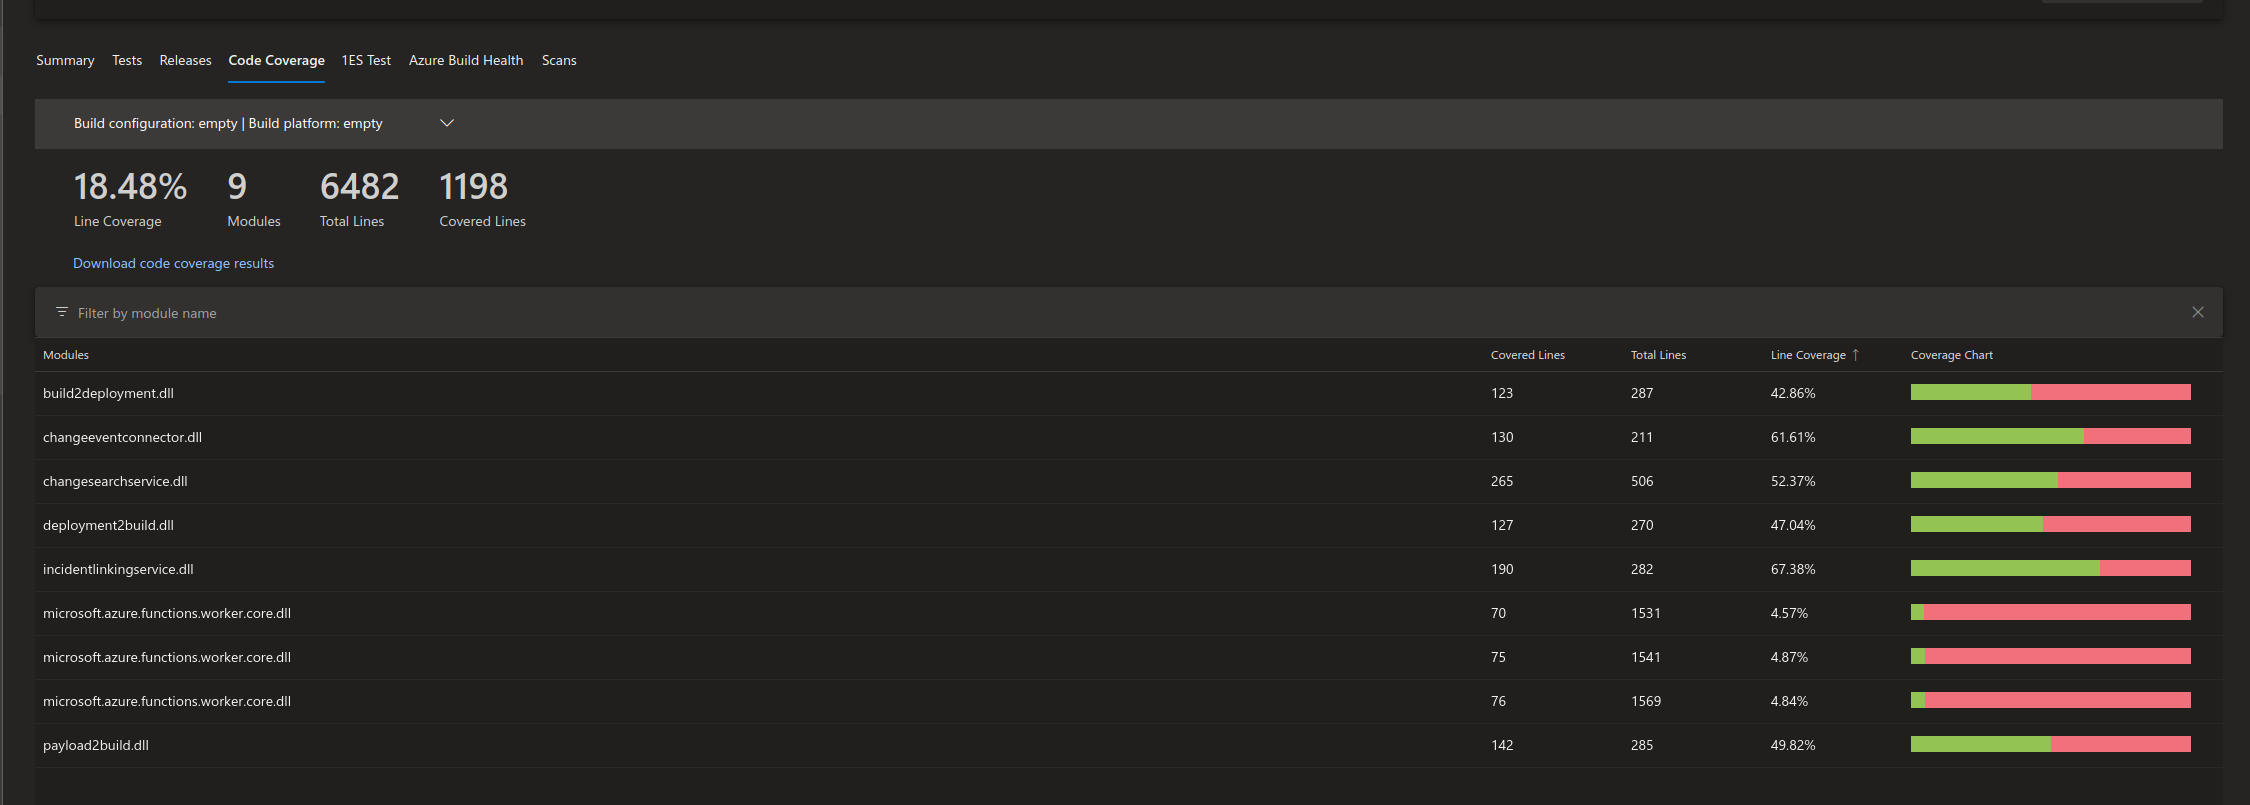 Summary Tests Releases Code Coverage 1ES Test Azure Build Health Scans
Build configuration: empty | Build platform: empty
18.48% 9 6482 1198
Line Coverage Modules Total Lines Covered Lines
Download code coverage results
Filter by module name
Modules Covered Lines Total Lines Line Coverage ↑ Coverage Chart
build2deployment.dll 123 287 42.86%
changeeventconnector.dll 130 211 61.61%
changesearchservice.dll 265 506 52.37%
deployment2build.dll 127 270 47.04%
incidentlinkingservice.dll 190 282 67.38%
microsoft.azure.functions.worker.core.dll 70 1531 4.57%
microsoft.azure.functions.worker.core.dll 75 1541 4.87%
microsoft.azure.functions.worker.core.dll 76 1569 4.84%
payload2build.dll 142 285 49.82%